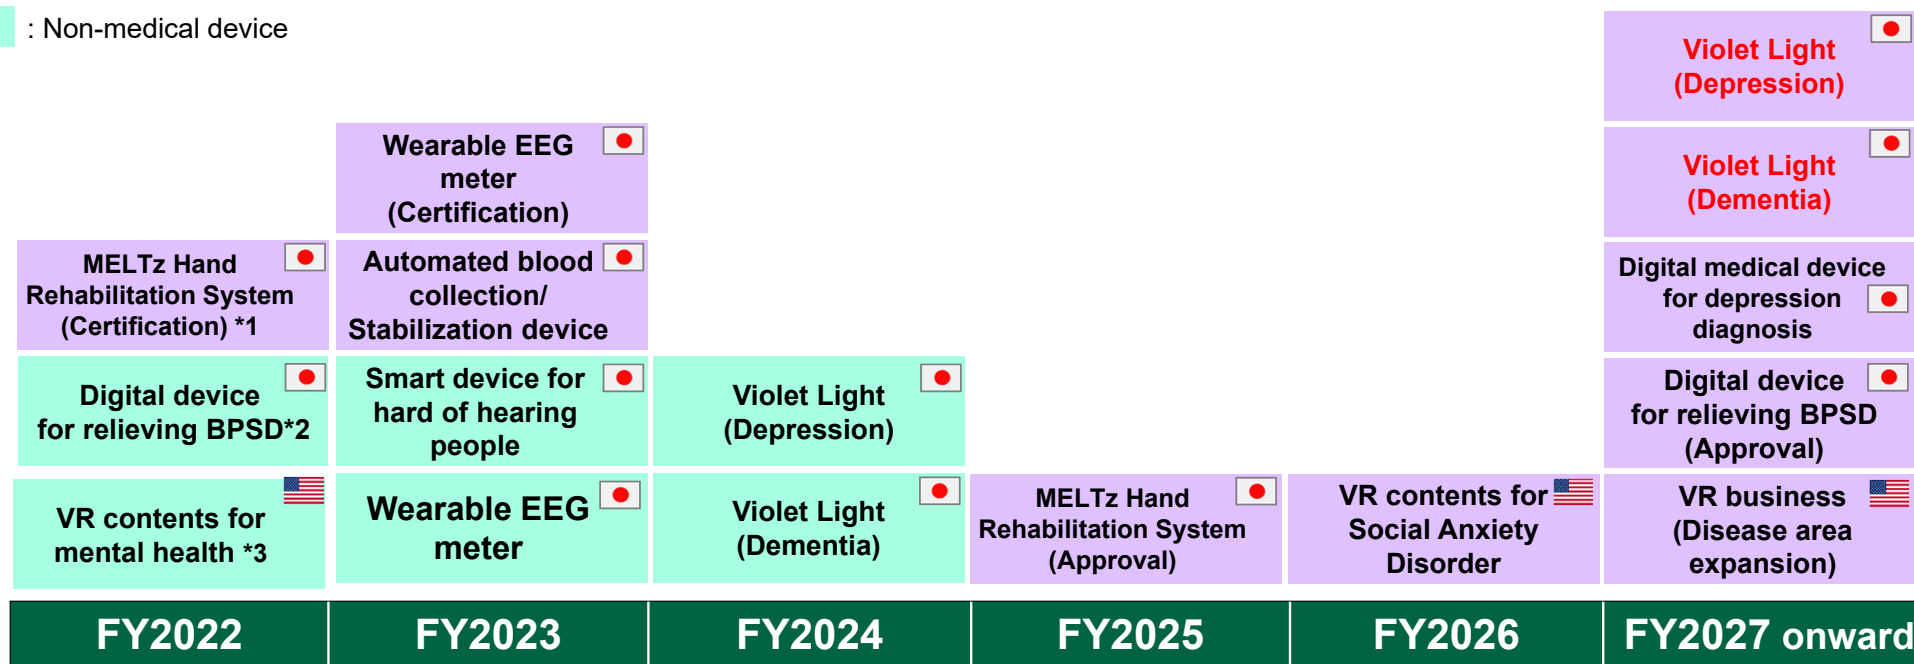 : Non-medical device
Violet Light
(Depression)
Wearable EEG
meter
(Certification)
Violet Light
(Dementia)
MELTz Hand
Rehabilitation System
(Certification) *1
Automated blood
collection/
Stabilization device
Digital medical device
for depression
diagnosis
Digital device
for relieving BPSD*2
Smart device for
hard of hearing
people
Violet Light
(Depression)
Digital device
for relieving BPSD
(Approval)
VR contents for
mental health *3
Wearable EEG
meter
Violet Light
(Dementia)
MELTz Hand
Rehabilitation System
(Approval)
VR contents for
Social Anxiety
Disorder
VR business
(Disease area
expansion)
FY2022
FY2023
FY2024
FY2025
FY2026
FY2027 onward